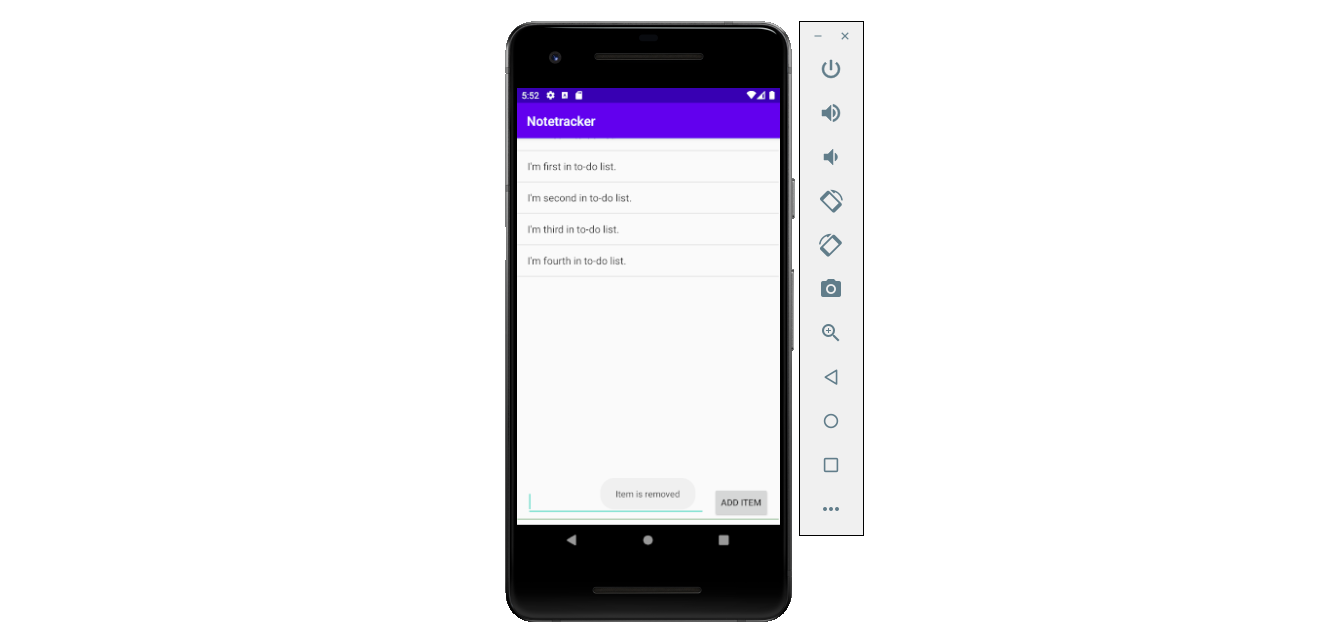 5:52
Notetracker
I'm first in to-do list.
I'm second in to-do list.
I'm third in to-do list.
I'm fourth in to-do list.
Item is removed
ADD ITEM